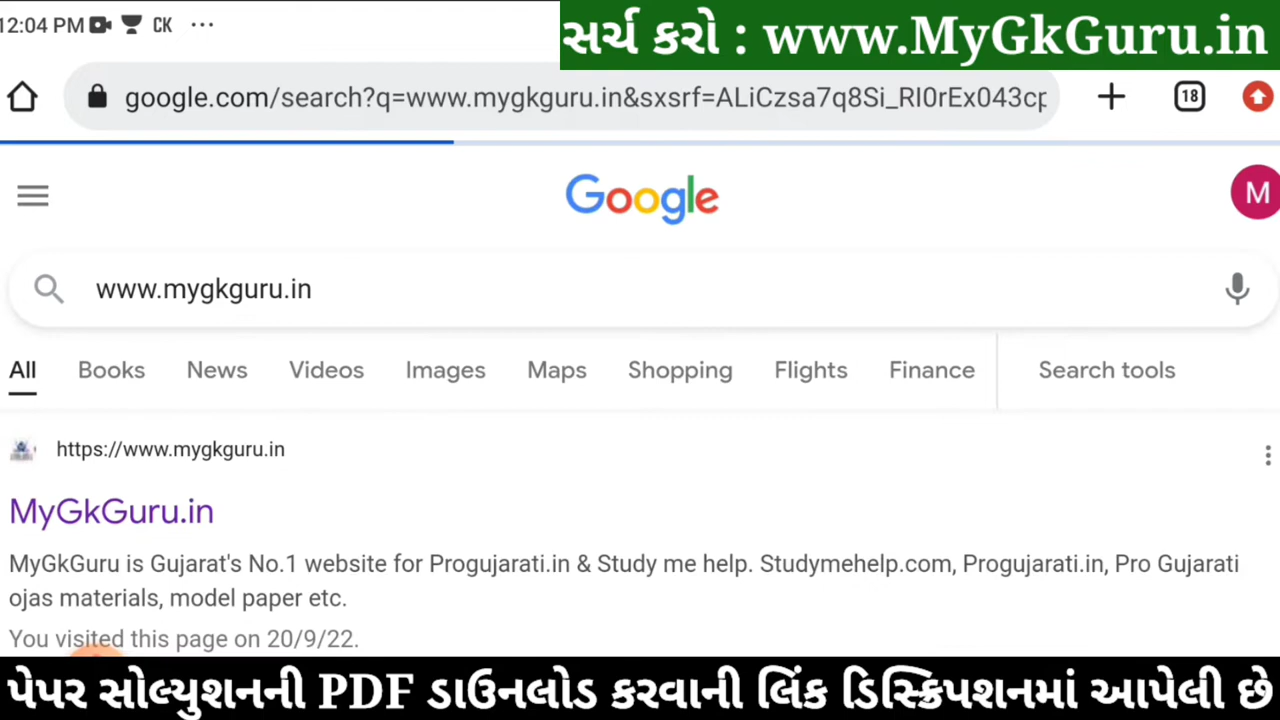 12:04 PM CK ...
સર્ચ કરો : www.MyGkGuru.in
google.com/search?q=www.mygkguru.in&sxsrf=ALiCzsa7q8Si_RI0rEx043cp
18
Google
M
www.mygkguru.in
All Books News Videos Images Maps Shopping Flights Finance Search tools
https://www.mygkguru.in
MyGkGuru.in
MyGkGuru is Gujarat's No.1 website for Progujarati.in & Study me help. Studymehelp.com, Progujarati.in, Pro Gujarati
ojas materials, model paper etc.
You visited this page on 20/9/22.
પેપર સોલ્યુશનની PDF ડાઉનલોડ કરવાની લિંક ડિસ્ક્રિપશનમાં આપેલી છે